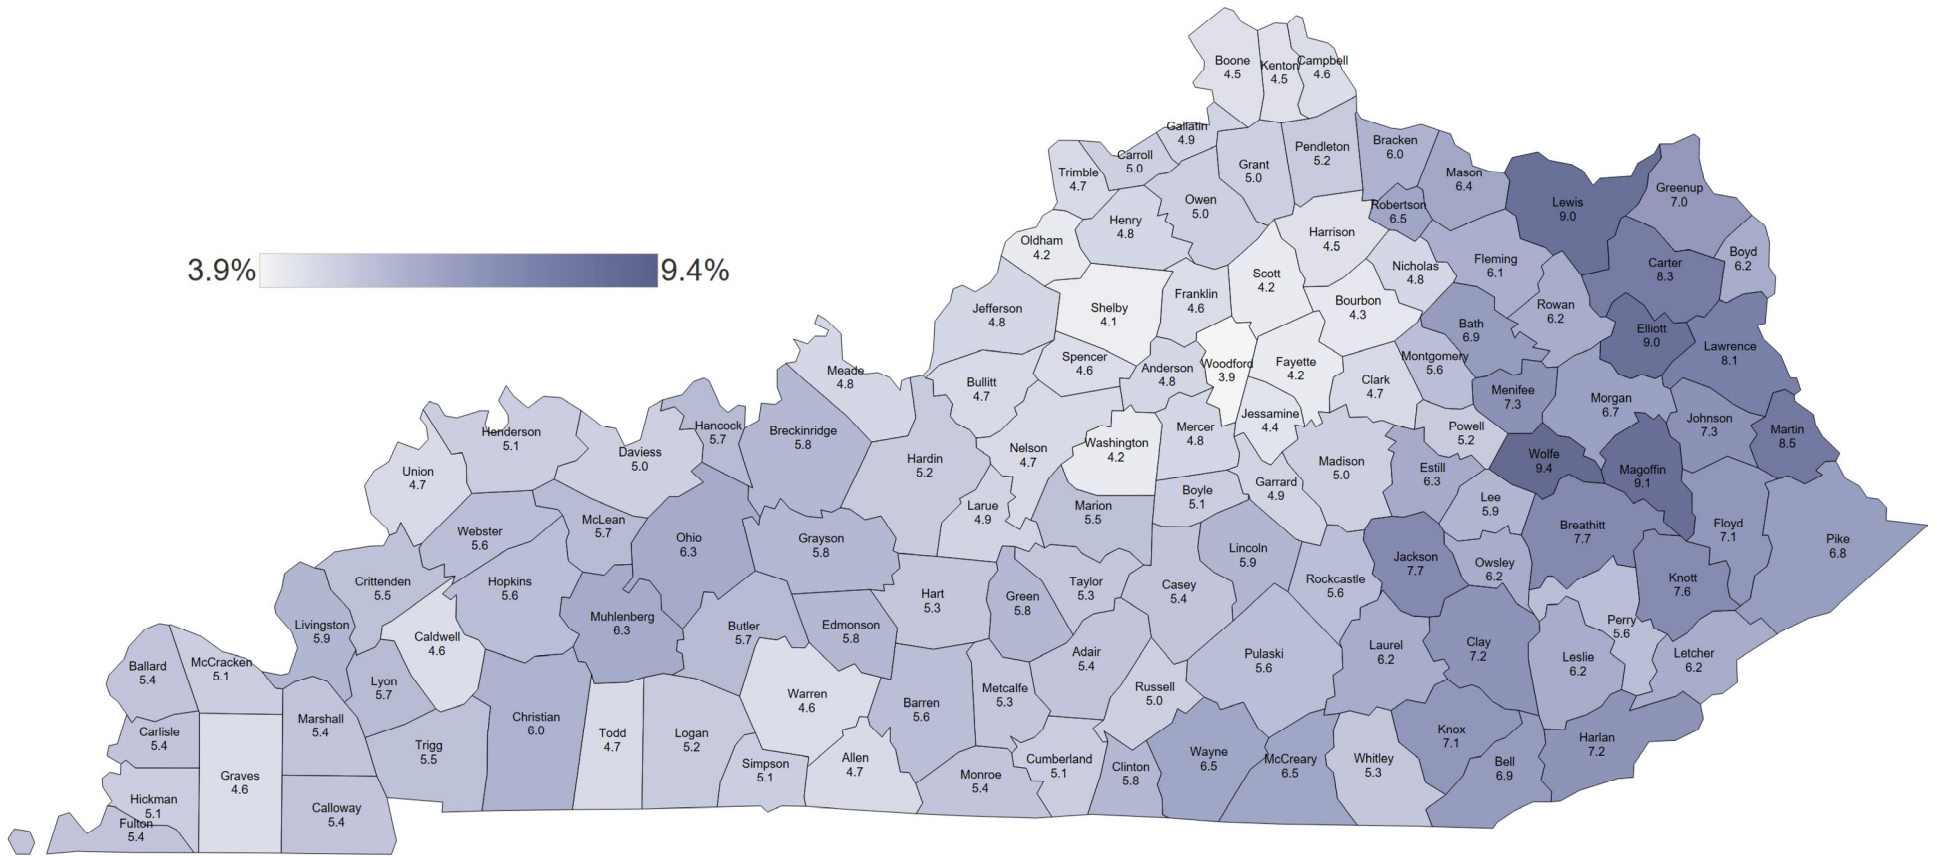 Boone
4.5
Kenton
4.5
Campbell
4.6
Gallatin
4.9
Carroll
5.0
Trimble
4.7
Grant
5.0
Pendleton
5.2
Bracken
6.0
Mason
6.4
Robertson
6.5
Lewis
9.0
Greenup
7.0
Owen
5.0
Henry
4.8
Oldham
4.2
Harrison
4.5
Nicholas
4.8
Fleming
6.1
Carter
8.3
Boyd
6.2
3.9%
9.4%
Scott
4.2
Franklin
4.6
Shelby
4.1
Jefferson
4.8
Bourbon
4.3
Bath
6.9
Rowan
6.2
Elliott
9.0
Lawrence
8.1
Meade
4.8
Bullitt
4.7
Spencer
4.6
Anderson
4.8
Woodford
3.9
Fayette
4.2
Clark
4.7
Montgomery
5.6
Menifee
7.3
Morgan
6.7
Johnson
7.3
Martin
8.5
Henderson
5.1
Union
4.7
Daviess
5.0
Hancock
5.7
Breckinridge
5.8
Hardin
5.2
Nelson
4.7
Washington
4.2
Mercer
4.8
Jessamine
4.4
Madison
5.0
Garrard
4.9
Estill
6.3
Powell
5.2
Wolfe
9.4
Magoffin
9.1
Webster
5.6
McLean
5.7
Ohio
6.3
Grayson
5.8
Larue
4.9
Marion
5.5
Boyle
5.1
Lincoln
5.9
Lee
5.9
Breathitt
7.7
Floyd
7.1
Pike
6.8
Crittenden
5.5
Hopkins
5.6
Muhlenberg
6.3
Butler
5.7
Edmonson
5.8
Hart
5.3
Green
5.8
Taylor
5.3
Casey
5.4
Rockcastle
5.6
Jackson
7.7
Owsley
6.2
Knott
7.6
Perry
5.6
Livingston
5.9
Caldwell
4.6
Ballard
5.4
McCracken
5.1
Lyon
5.7
Adair
5.4
Pulaski
5.6
Laurel
6.2
Clay
7.2
Leslie
6.2
Letcher
6.2
Carlisle
5.4
Marshall
5.4
Trigg
5.5
Christian
6.0
Todd
4.7
Logan
5.2
Warren
4.6
Barren
5.6
Metcalfe
5.3
Russell
5.0
Simpson
5.1
Allen
4.7
Monroe
5.4
Cumberland
5.1
Clinton
5.8
Wayne
6.5
McCreary
6.5
Whitley
5.3
Knox
7.1
Bell
6.9
Harlan
7.2
Graves
4.6
Hickman
5.1
Calloway
5.4
Fulton
5.4